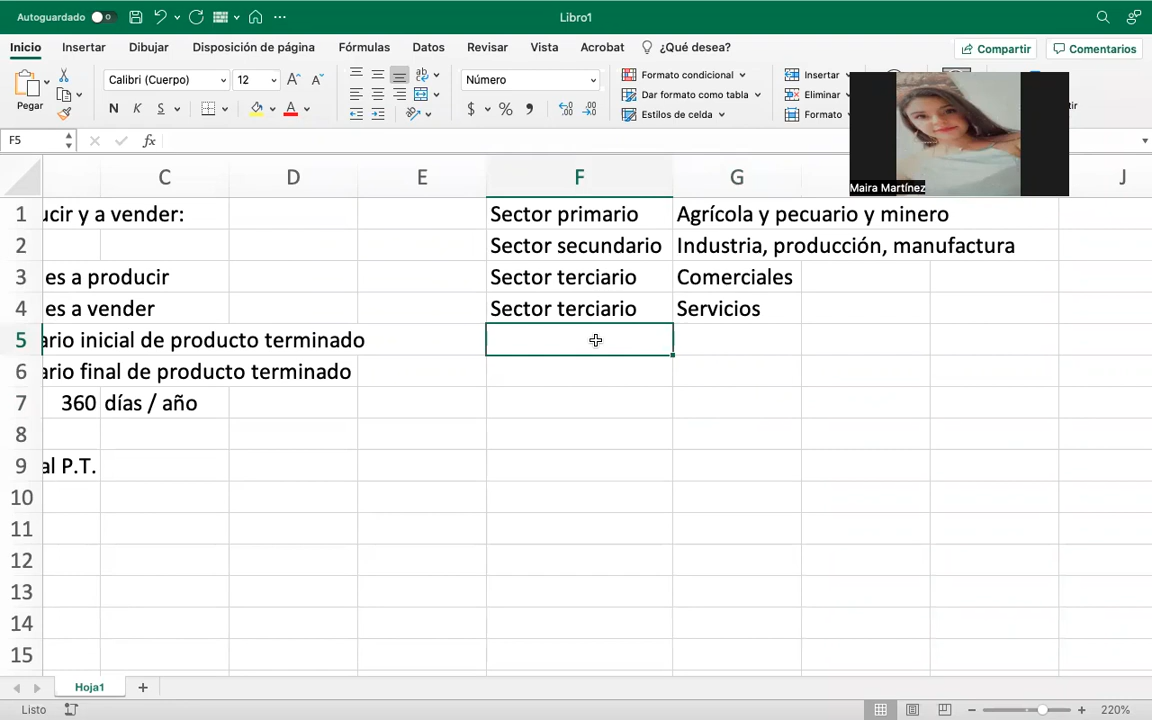 Autoguardado 0 Libro1
Inicio Insertar Dibujar Disposición de página Fórmulas Datos Revisar Vista Acrobat ¿Qué desea? Compartir Comentarios
Pegar
Calibri (Cuerpo) 12 A A
N K S A
ab
Número
$ % 9
Formato condicional
Dar formato como tabla
Estilos de celda
Insertar
Eliminar
Formato
Maira Martínez
F5 fx
C D E F G J
1 ucir y a vender: Sector primario Agrícola y pecuario y minero
2 Sector secundario Industria, producción, manufactura
3 es a producir Sector terciario Comerciales
4 es a vender Sector terciario Servicios
5 ario inicial de producto terminado
6 ario final de producto terminado
7 360 días / año
8
9 al P.T.
10
11
12
13
14
15
Hoja1 +
Listo − + 220%